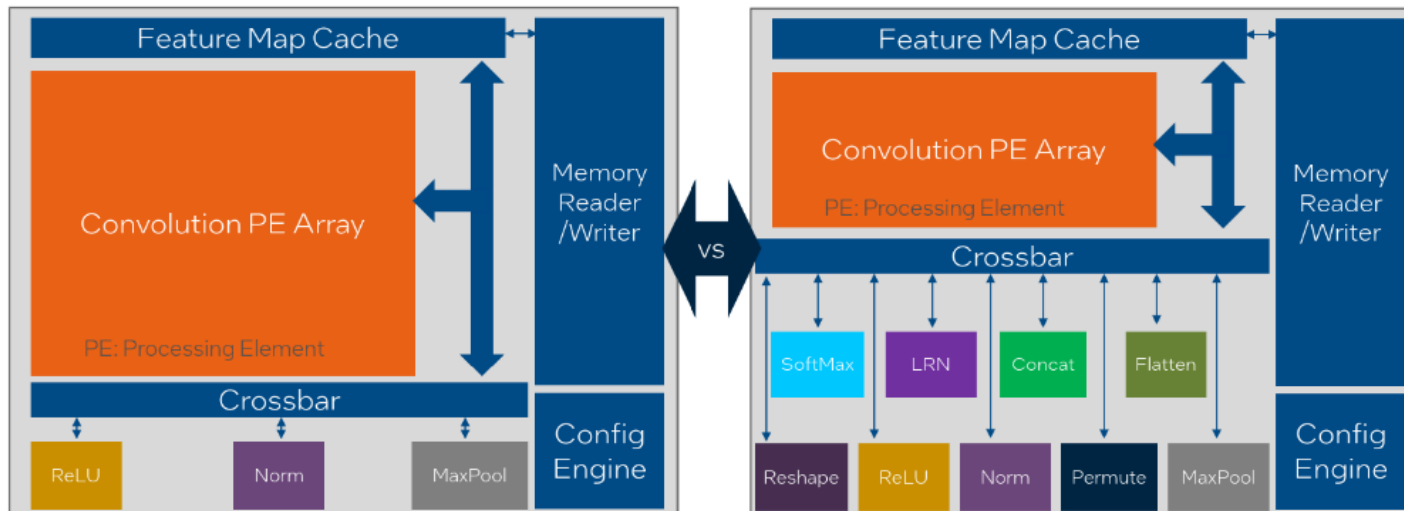 Feature Map Cache
Convolution PE Array
PE: Processing Element
Memory
Reader
/Writer
Crossbar
Config
Engine
ReLU
Norm
MaxPool
vs
Feature Map Cache
Convolution PE Array
PE: Processing Element
Memory
Reader
/Writer
Crossbar
SoftMax
LRN
Concat
Flatten
Config
Engine
Reshape
ReLU
Norm
Permute
MaxPool